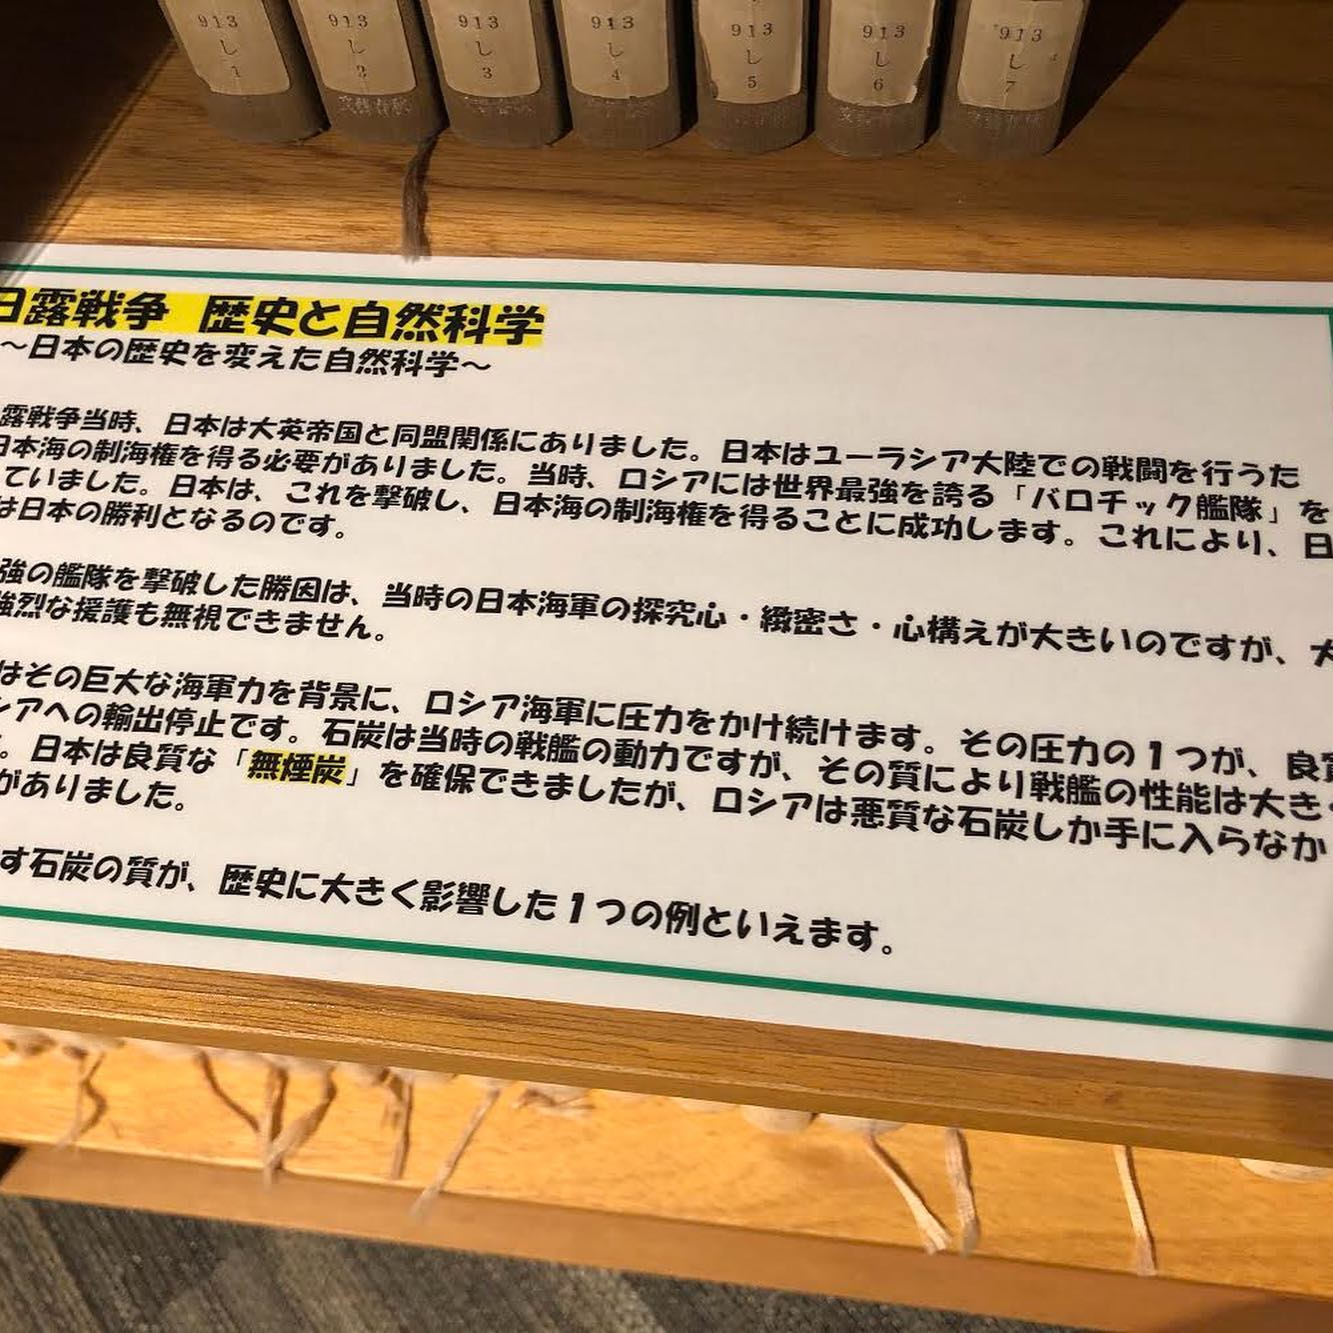 913 913 913 913 913 913 913
し し し し し し し
1 2 3 4 5 6 7
日露戦争 歴史と自然科学
～日本の歴史を変えた自然科学～
露戦争当時、日本は大英帝国と同盟関係にありました。日本はユーラシア大陸での戦闘を行うた
日本海の制海権を得る必要がありました。当時、ロシアには世界最強を誇る「バロチック艦隊」を
していました。日本は、これを撃破し、日本海の制海権を得ることに成功します。これにより、日
は日本の勝利となるのです。
強の艦隊を撃破した勝因は、当時の日本海軍の探究心・緻密さ・心構えが大きいのですが、大
強烈な援護も無視できません。
はその巨大な海軍力を背景に、ロシア海軍に圧力をかけ続けます。その圧力の１つが、良質
シアへの輸出停止です。石炭は当時の戦艦の動力ですが、その質により戦艦の性能は大きく
。日本は良質な「無煙炭」を確保できましたが、ロシアは悪質な石炭しか手に入らなか
がありました。
す石炭の質が、歴史に大きく影響した１つの例といえます。